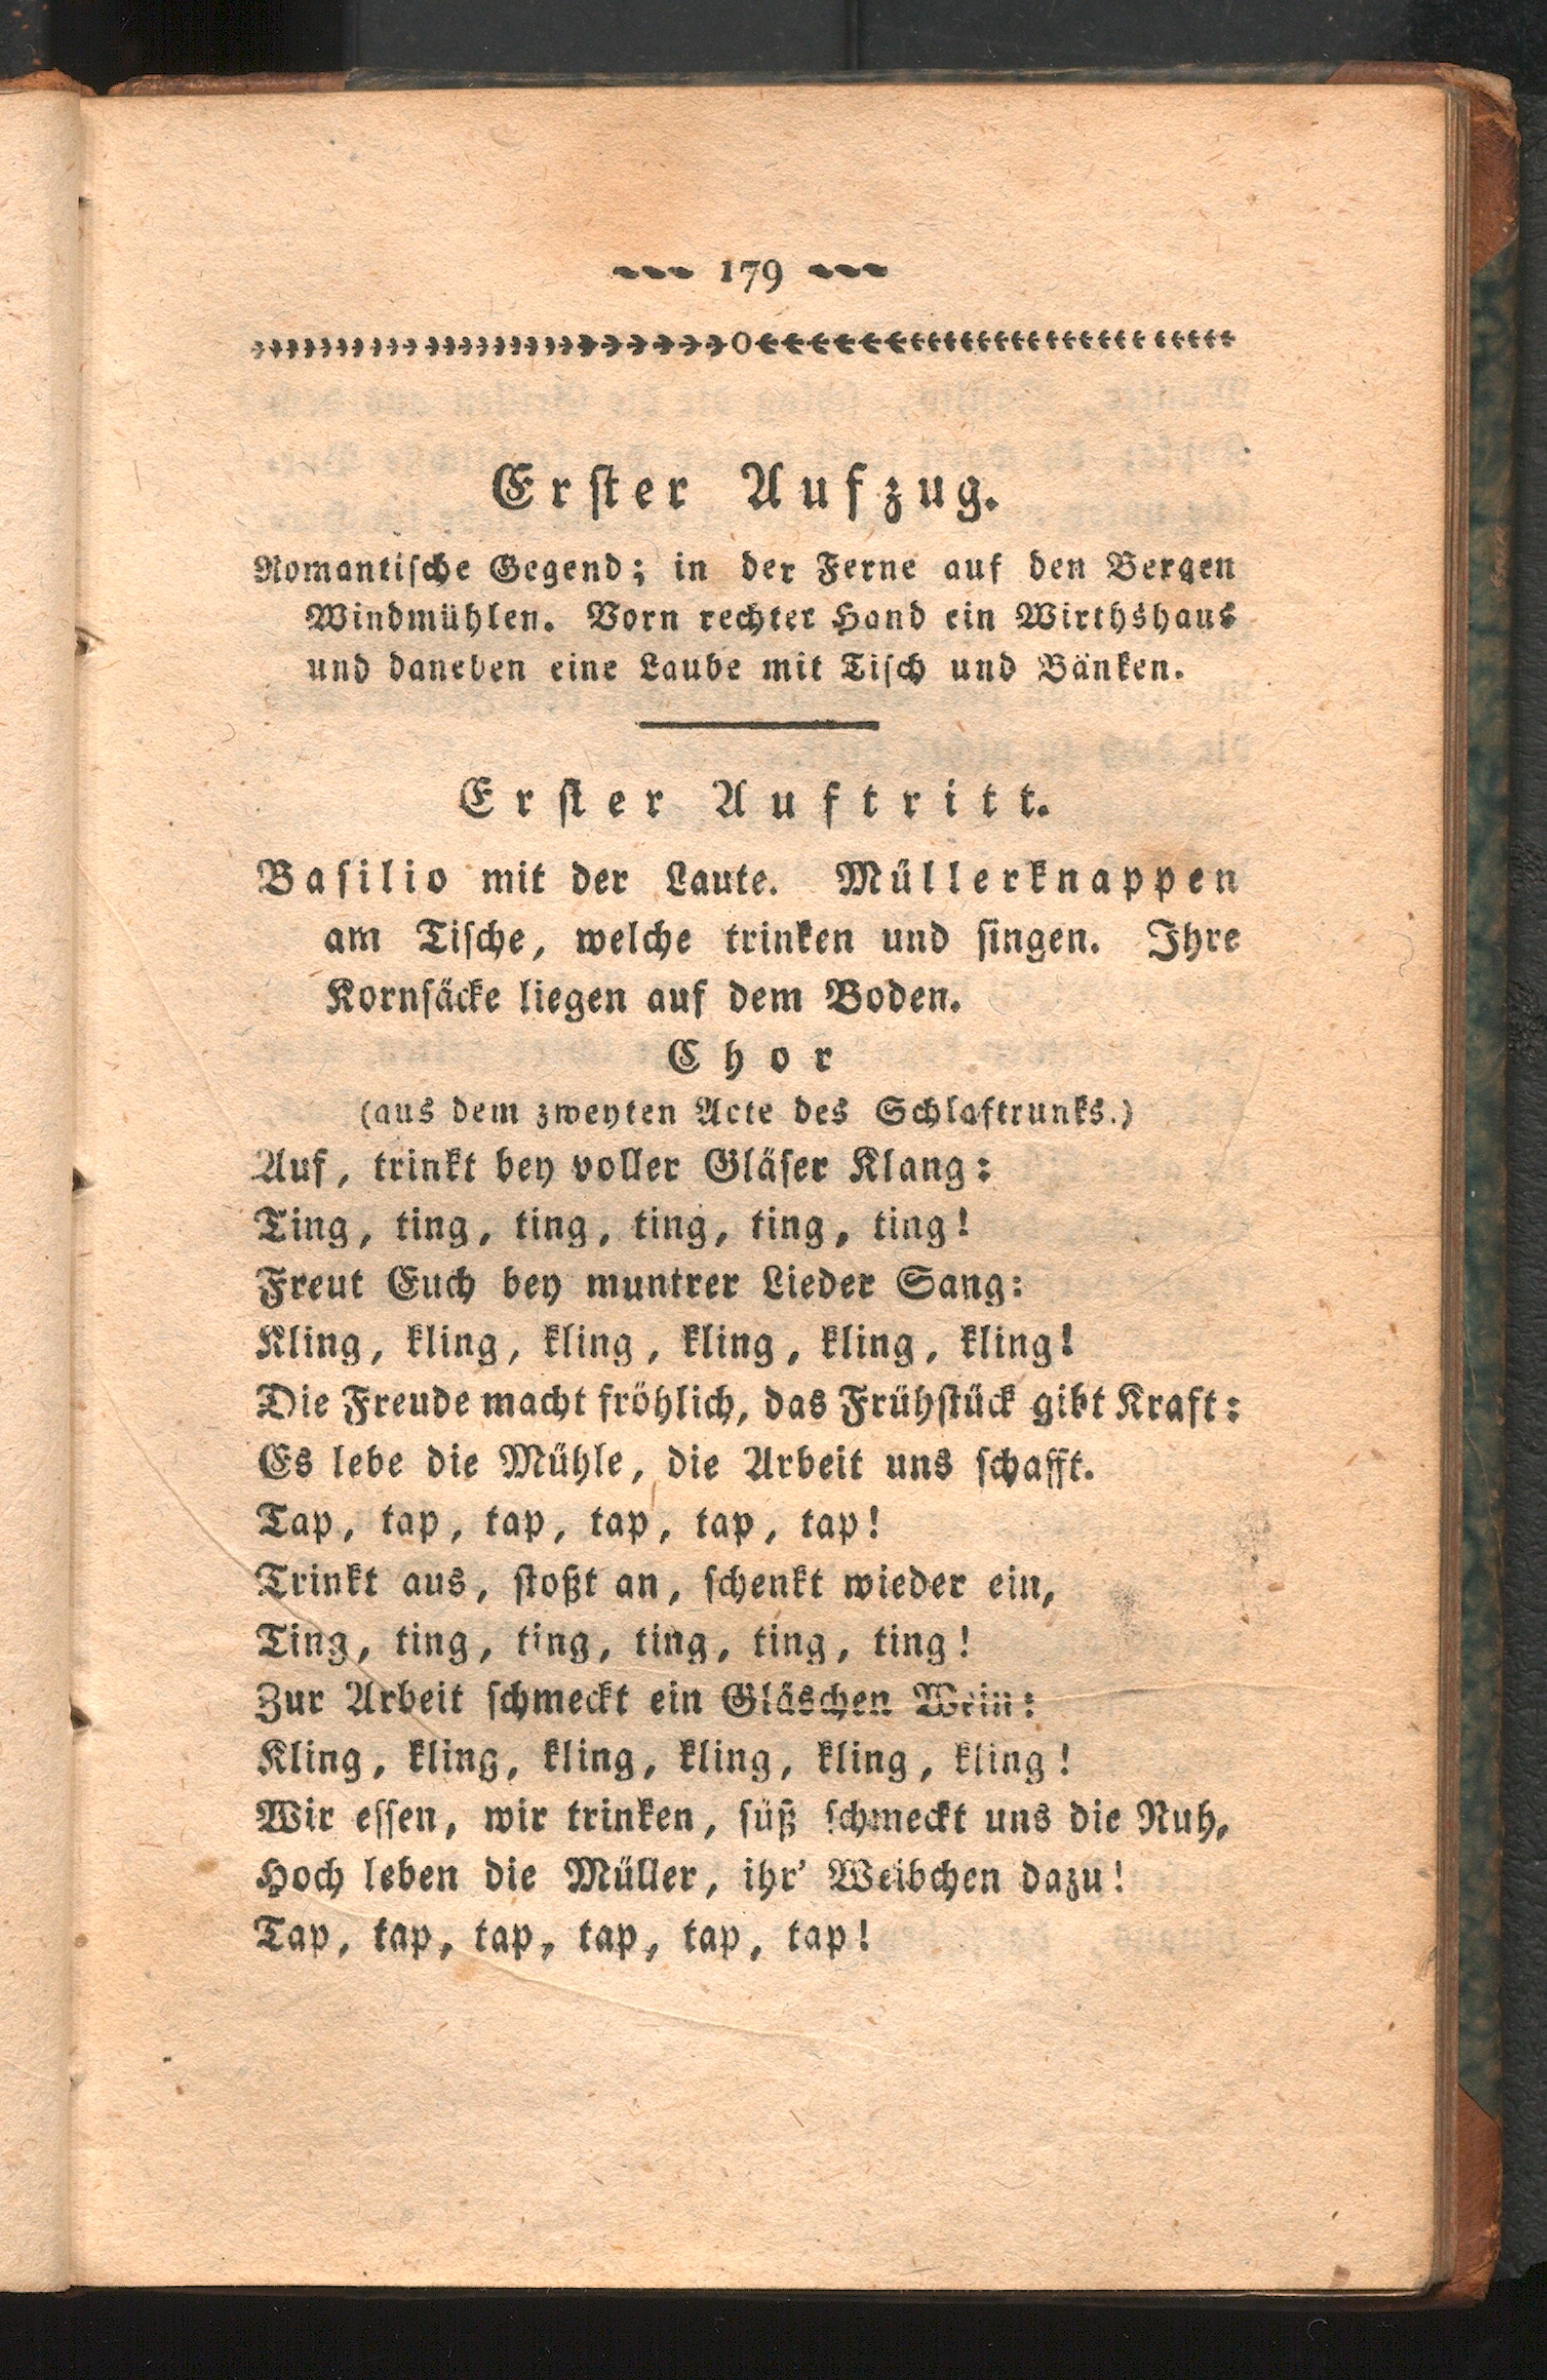 179
Erster Aufzug.
Romantische Gegend; in der Ferne auf den Bergen
Windmühlen. Vorn rechter Hand ein Wirthshaus
und daneben eine Laube mit Tisch und Bänken.
Erster Auftritt.
Basilio mit der Laute. Müllerknappen
am Tische, welche trinken und singen. Ihre
Kornsäcke liegen auf dem Boden.
Chor
(aus dem zweyten Acte des Schlaftrunks.)
Auf, trinkt bey voller Gläser Klang:
Ting, ting, ting, ting, ting, ting!
Freut Euch bey muntrer Lieder Sang:
Kling, kling, kling, kling, kling, kling!
Die Freude macht fröhlich, das Frühstück gibt Kraft:
Es lebe die Mühle, die Arbeit uns schafft.
Tap, tap, tap, tap, tap, tap!
Trinkt aus, stoßt an, schenkt wieder ein,
Ting, ting, ting, ting, ting, ting!
Zur Arbeit schmeckt ein Gläschen Wein:
Kling, kling, kling, kling, kling, kling!
Wir essen, wir trinken, süß schmeckt uns die Ruh,
Hoch leben die Müller, ihr' Weibchen dazu!
Tap, tap, tap, tap, tap, tap!